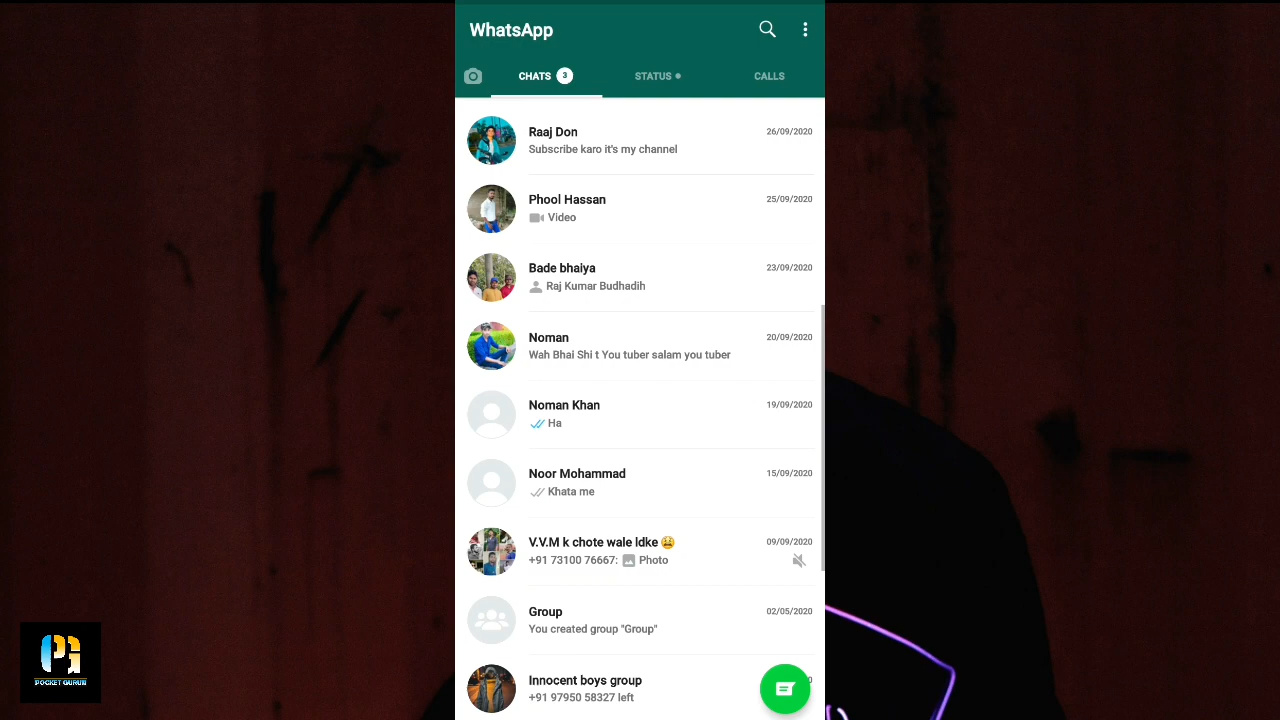 WhatsApp
CHATS 3 STATUS CALLS
Raaj Don 26/09/2020
Subscribe karo it's my channel
Phool Hassan 25/09/2020
Video
Bade bhaiya 23/09/2020
Raj Kumar Budhadih
Noman 20/09/2020
Wah Bhai Shi t You tuber salam you tuber
Noman Khan 19/09/2020
Ha
Noor Mohammad 15/09/2020
Khata me
V.V.M k chote wale ldke 😫 09/09/2020
+91 73100 76667: Photo
Group 02/05/2020
You created group "Group"
Innocent boys group
+91 97950 58327 left
PG
POCKET GURUJI